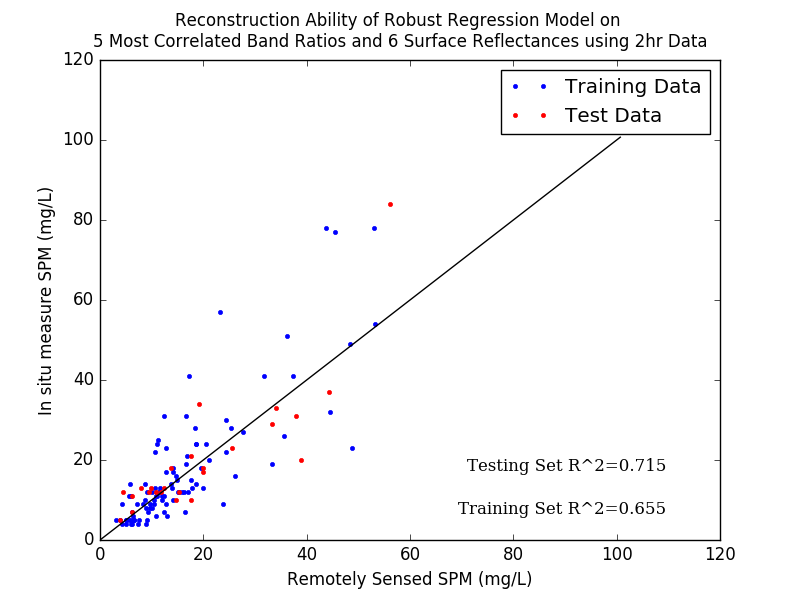 Reconstruction Ability of Robust Regression Model on
5 Most Correlated Band Ratios and 6 Surface Reflectances using 2hr Data
120
100
80
60
40
20
0
In situ measure SPM (mg/L)
Training Data
Test Data
Testing Set R^2=0.715
Training Set R^2=0.655
0 20 40 60 80 100 120
Remotely Sensed SPM (mg/L)